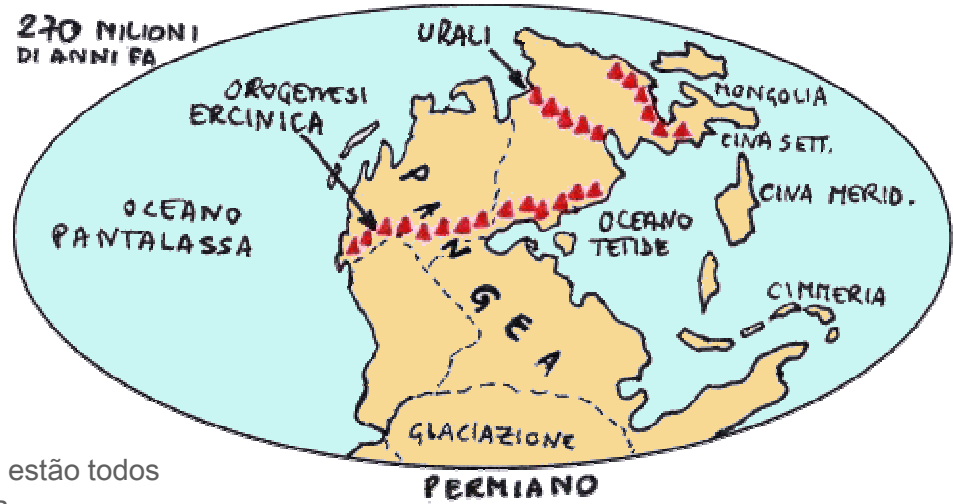 270 MILIONI
DI ANNI FA
URALI
OROGENESI
ERCINICA
MONGOLIA
CINA SETT.
CINA MERID.
OCEANO
PANTALASSA
OCEANO
TETIDE
PANGEA
CIMMERIA
GLACIAZIONE
estão todos
PERMIANO